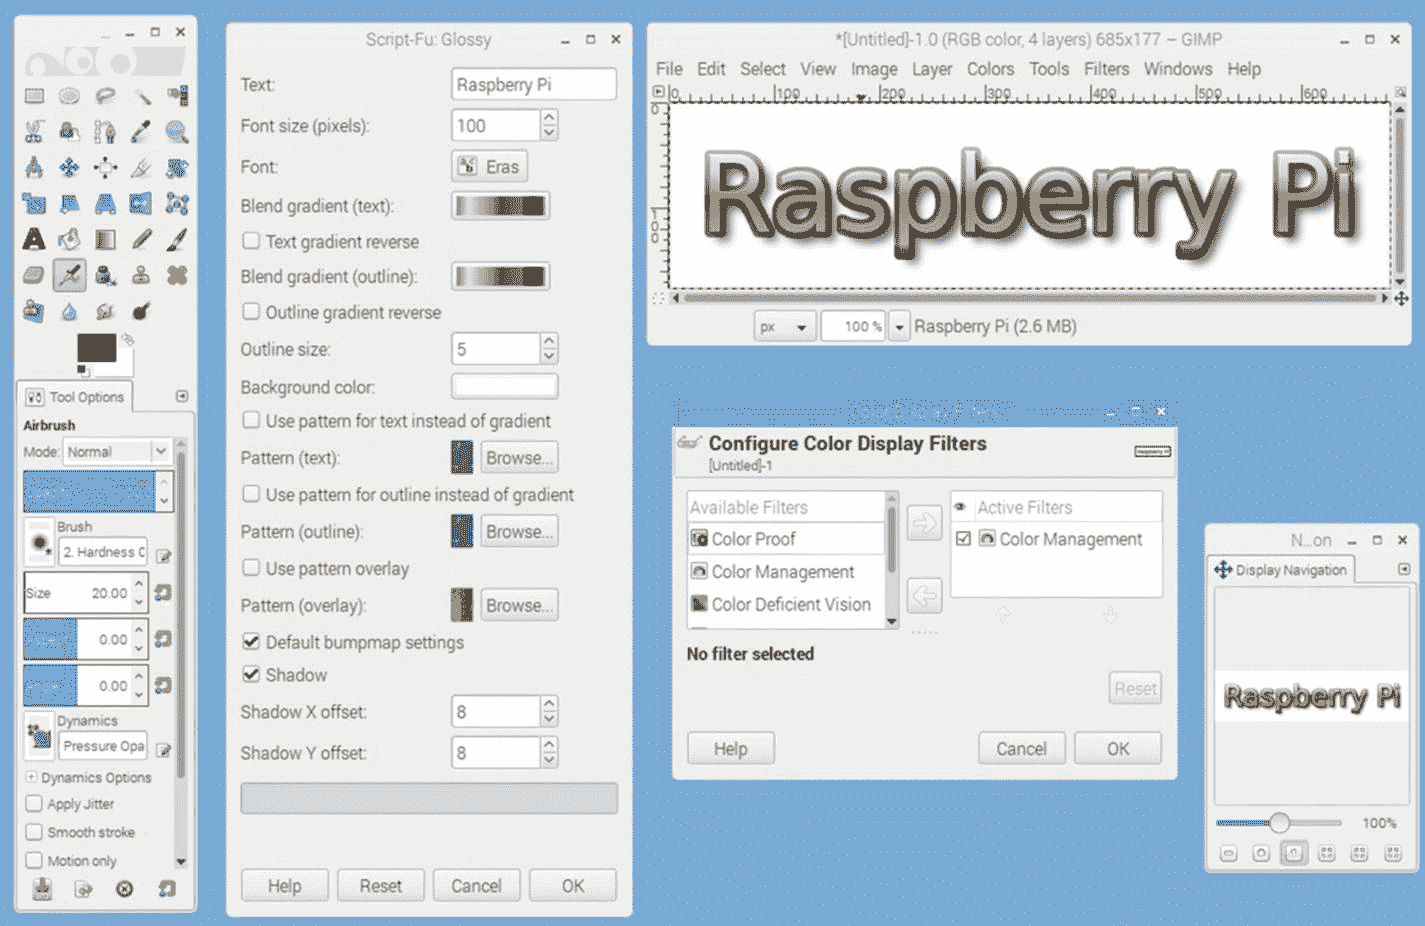 Tool Options
Airbrush
Mode: Normal
Brush
2. Hardness 0
Size 20.00
0.00
0.00
Dynamics
Pressure Opa
Dynamics Options
Apply Jitter
Smooth stroke
Motion only
Script-Fu: Glossy
Text: Raspberry Pi
Font size (pixels): 100
Font: Eras
Blend gradient (text):
Text gradient reverse
Blend gradient (outline):
Outline gradient reverse
Outline size: 5
Background color:
Use pattern for text instead of gradient
Pattern (text): Browse...
Use pattern for outline instead of gradient
Pattern (outline): Browse...
Use pattern overlay
Pattern (overlay): Browse...
Default bumpmap settings
Shadow
Shadow X offset: 8
Shadow Y offset: 8
Help Reset Cancel OK
*[Untitled]-1.0 (RGB color, 4 layers) 685x177 – GIMP
File Edit Select View Image Layer Colors Tools Filters Windows Help
0 100 200 300 400 500 600
0
100
Raspberry Pi
px 100 % Raspberry Pi (2.6 MB)
Configure Color Display Filters
[Untitled]-1
Raspberry Pi
Available Filters
Color Proof
Color Management
Color Deficient Vision
Active Filters
Color Management
No filter selected
Reset
Help Cancel OK
N...on
Display Navigation
Raspberry Pi
100%